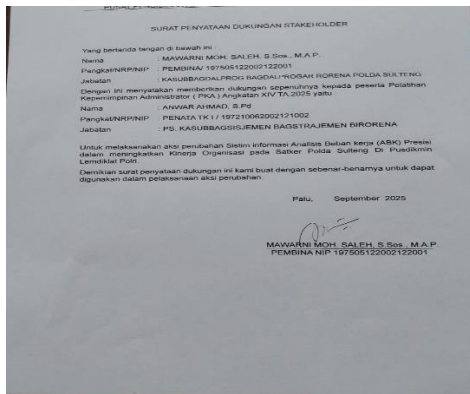 SURAT PENYATAAN DUKUNGAN STAKEHOLDER
Yang bertanda tangan di bawah ini :
Nama : MAWARNI MOH. SALEH, S.Sos., M.A.P.
Pangkat/NRP/NIP : PEMBINA/ 197505122002122001
Jabatan : KASUBBAGDALPROG BAGDALPROGAR RORENA POLDA SULTENG
Dengan ini menyatakan memberikan dukungan sepenuhnya kepada peserta Pelatihan
Kepemimpinan Administrator ( PKA ) Angkatan XIV TA.2025 yaitu
Nama : ANWAR AHMAD, S.Pd
Pangkat/NRP/NIP : PENATA TK I / 197210062002121002
Jabatan : PS. KASUBBAGSISJEMEN BAGSTRAJEMEN BIRORENA
Untuk melaksanakan aksi perubahan Sistim informasi Analisis Beban kerja (ABK) Presisi
dalam meningkatkan Kinerja Organisasi pada Satker Polda Sulteng Di Pusdikmin
Lemdiklat Polri.
Demikian surat penyataan dukungan ini kami buat dengan sebenar-benarnya untuk dapat
digunakan dalam pelaksanaan aksi perubahan.
Palu, September 2025
MAWARNI MOH. SALEH, S.Sos., M.A.P.
PEMBINA NIP 197505122002122001